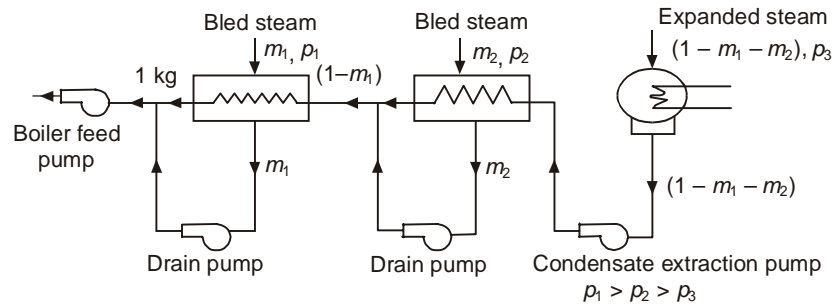 Bled steam
Bled steam
Expanded steam
m₁, p₁
m₂, p₂
(1 – m₁ – m₂), p₃
1 kg
(1–m₁)
Boiler feed
pump
m₁
m₂
(1 – m₁ – m₂)
Drain pump
Drain pump
Condensate extraction pump
p₁ > p₂ > p₃